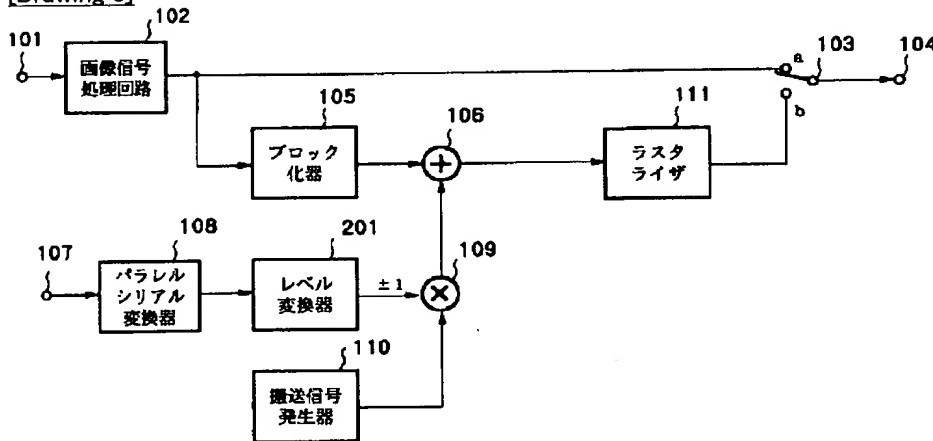 102
101
画像信号
処理回路
a
103
104
b
105
ブロック
化器
106
+
111
ラスタ
ライザ
107
108
パラレル
シリアル
変換器
201
レベル
変換器
±1
109
×
110
搬送信号
発生器